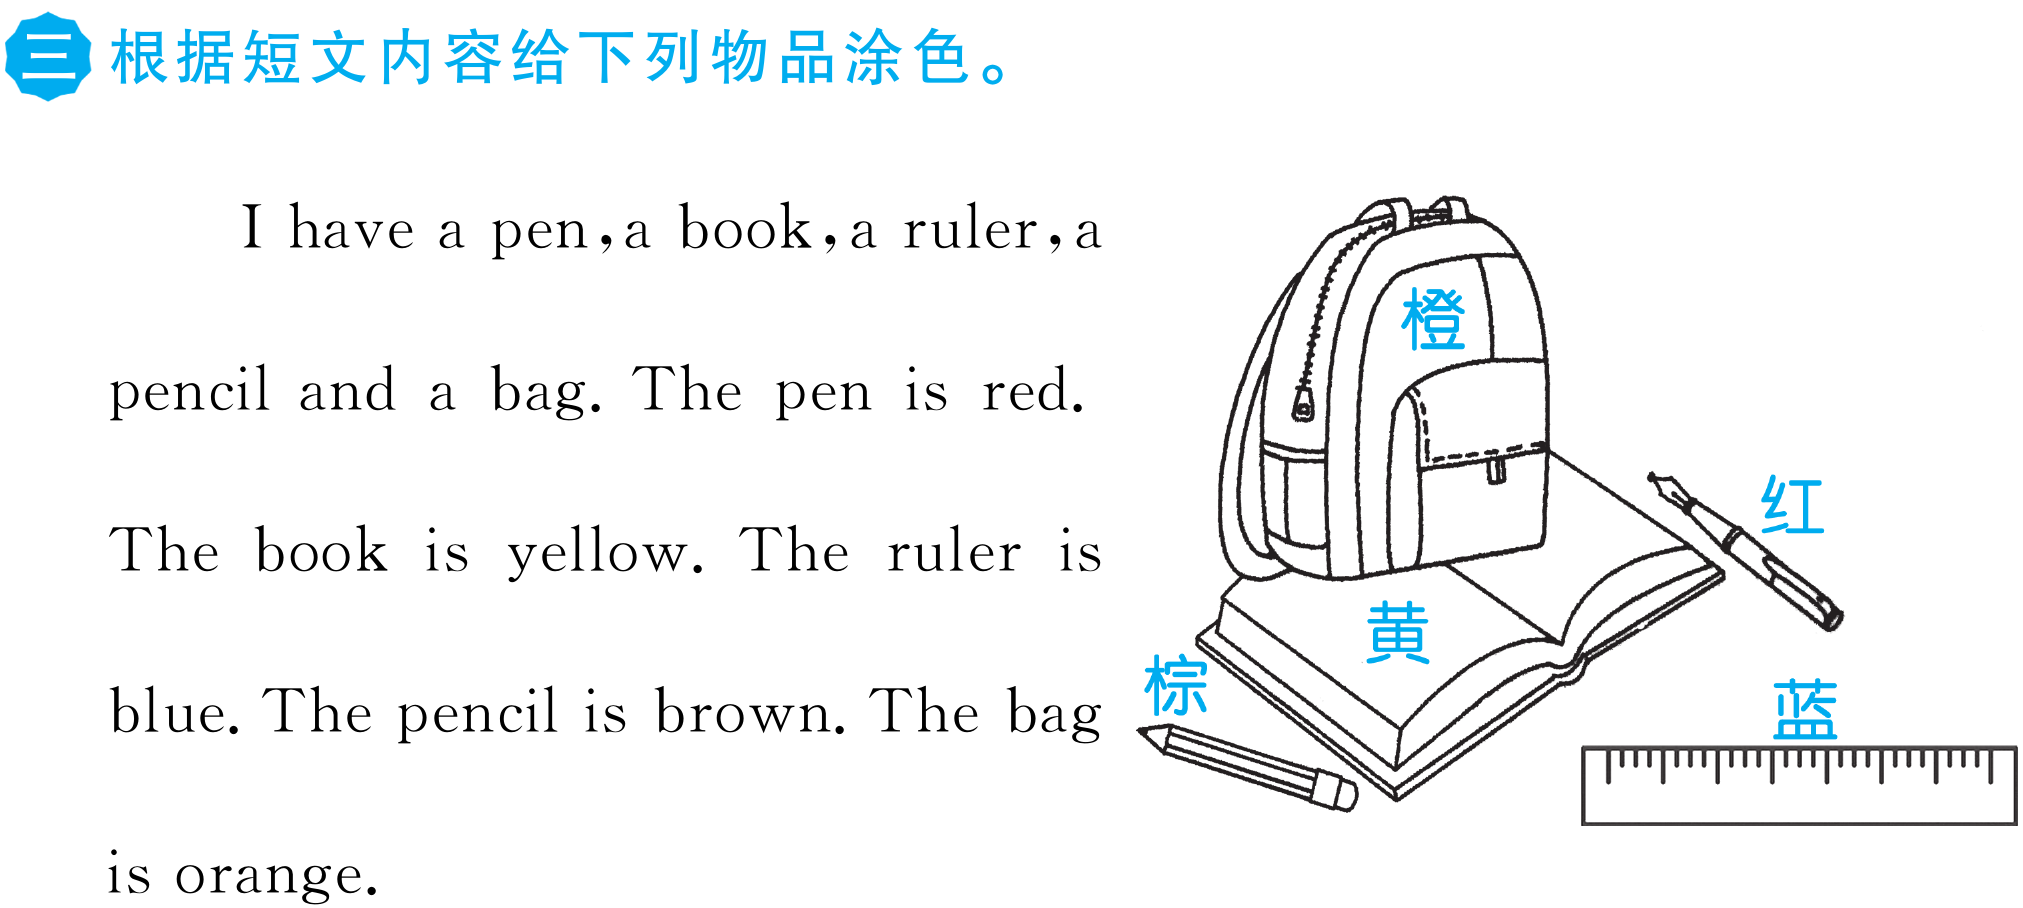 三 根据短文内容给下列物品涂色。
I have a pen, a book, a ruler, a
pencil and a bag. The pen is red.
The book is yellow. The ruler is
blue. The pencil is brown. The bag
is orange.
橙
红
黄
棕
蓝